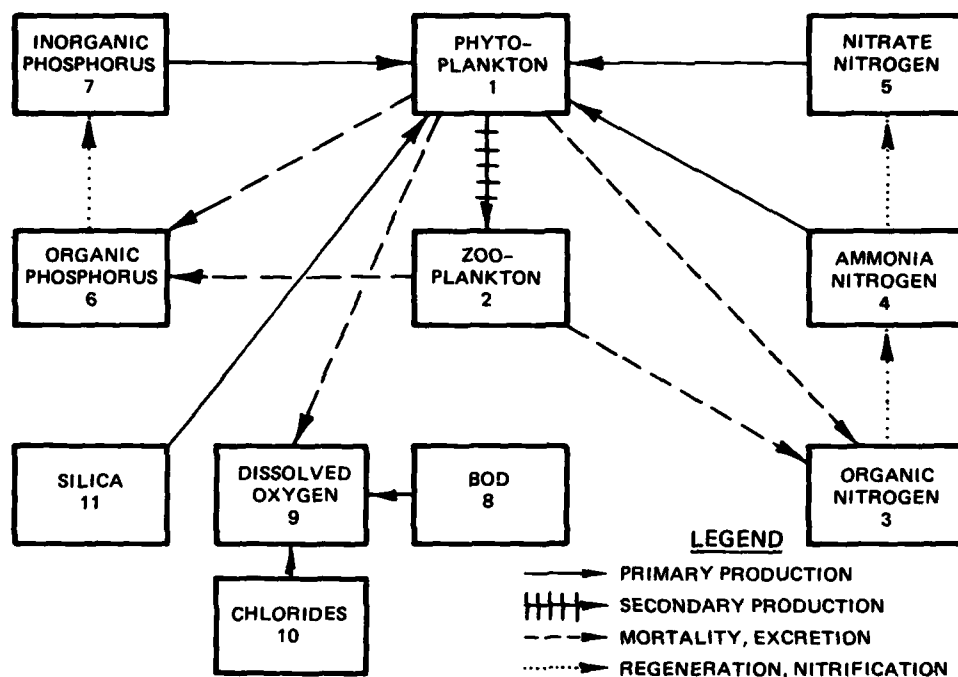 INORGANIC
PHOSPHORUS
7
PHYTO-
PLANKTON
1
NITRATE
NITROGEN
5
ORGANIC
PHOSPHORUS
6
ZOO-
PLANKTON
2
AMMONIA
NITROGEN
4
SILICA
11
DISSOLVED
OXYGEN
9
BOD
8
ORGANIC
NITROGEN
3
CHLORIDES
10
LEGEND
PRIMARY PRODUCTION
SECONDARY PRODUCTION
MORTALITY, EXCRETION
REGENERATION, NITRIFICATION